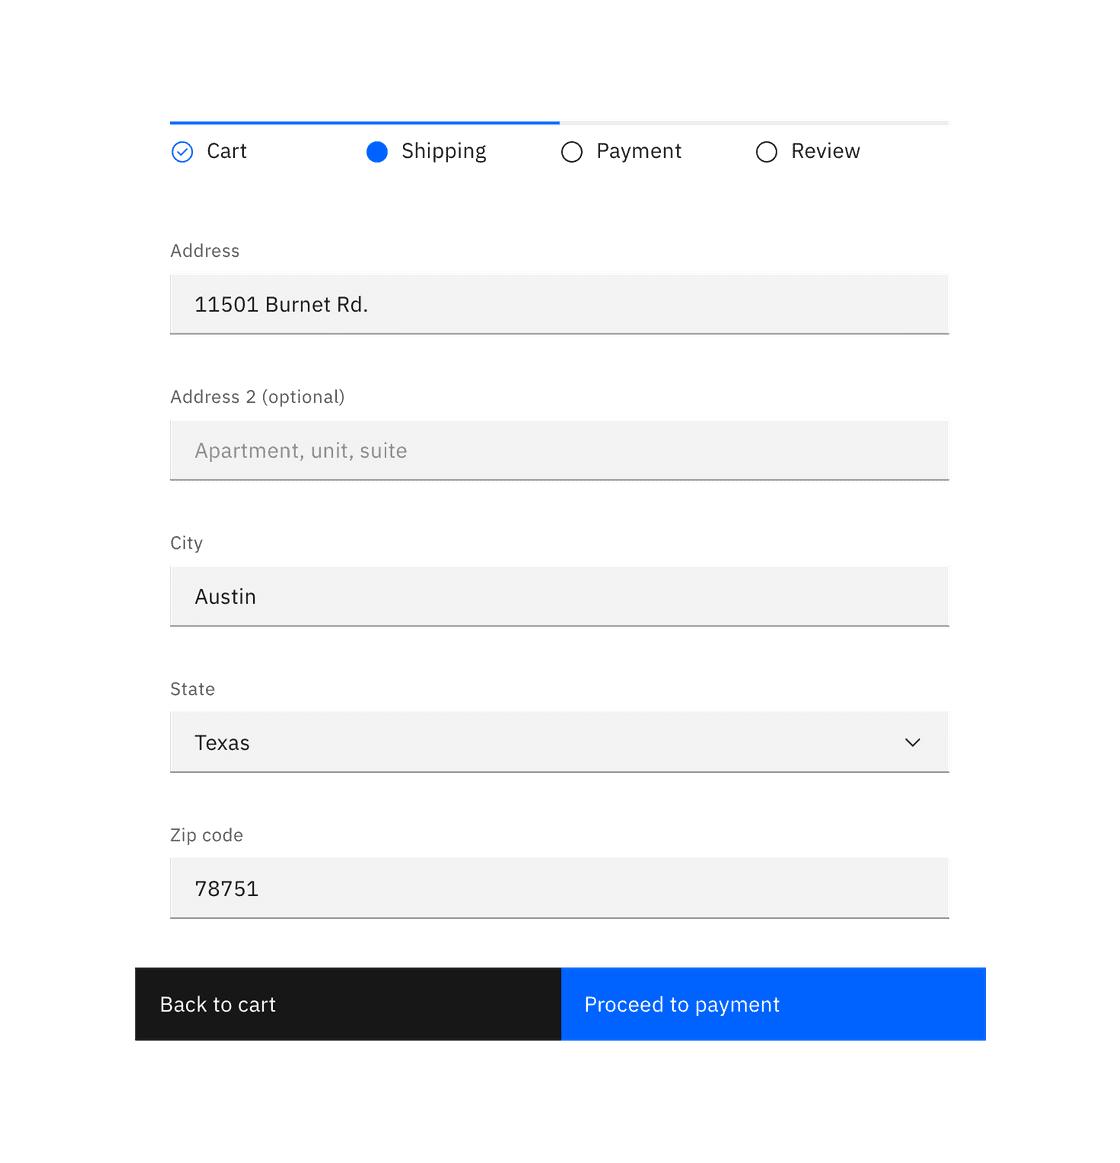 Cart Shipping Payment Review
Address
11501 Burnet Rd.
Address 2 (optional)
Apartment, unit, suite
City
Austin
State
Texas
Zip code
78751
Back to cart Proceed to payment